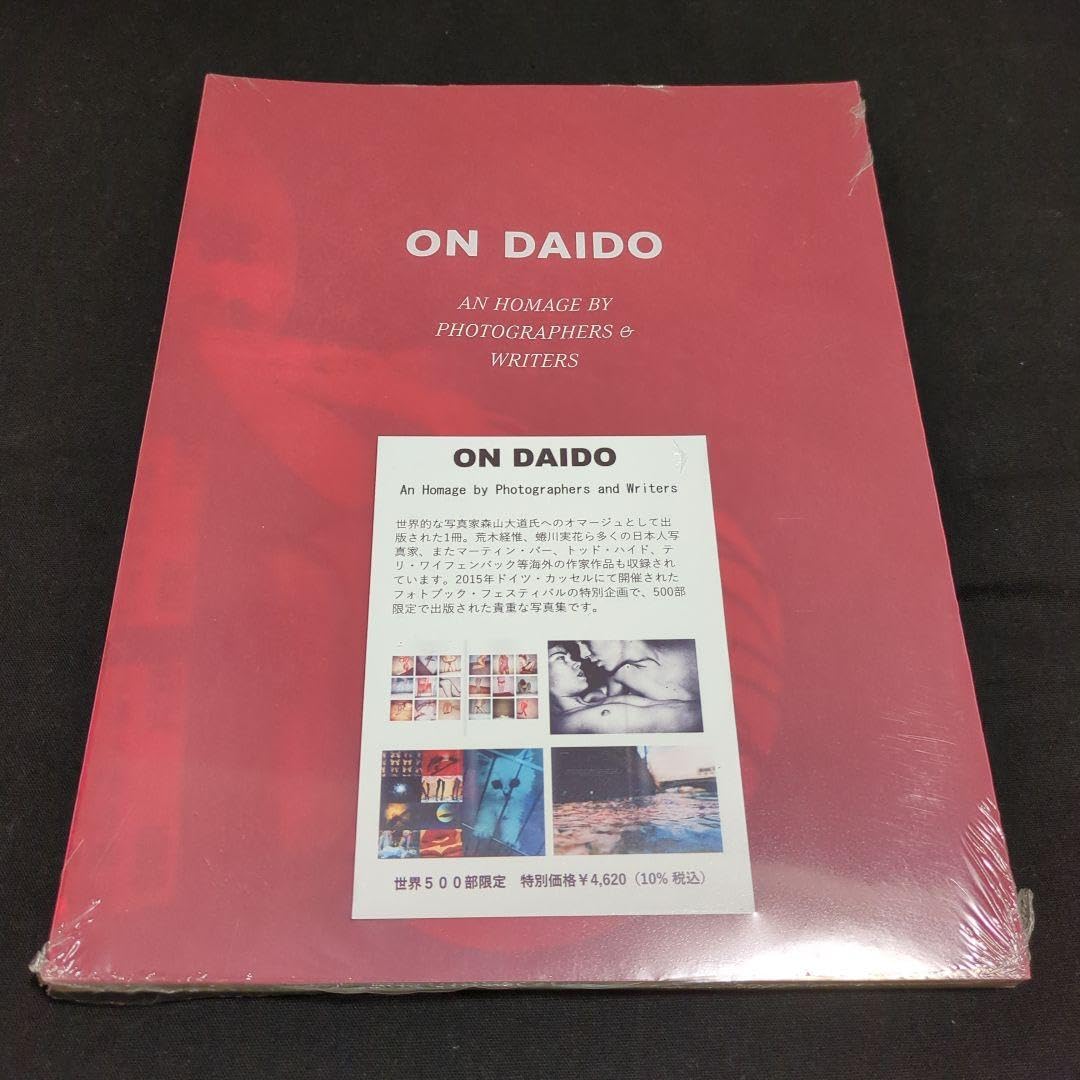 ON DAIDO
AN HOMAGE BY
PHOTOGRAPHERS &
WRITERS
ON DAIDO
An Homage by Photographers and Writers
世界的な写真家森山大道氏へのオマージュとして出
版された1冊。荒木経惟、蜷川実花ら多くの日本人写
真家、またマーティン・パー、トッド・ハイド、テ
リ・ワイフェンバック等海外の作家作品も収録され
ています。2015年ドイツ・カッセルにて開催された
フォトブック・フェスティバルの特別企画で、500部
限定で出版された貴重な写真集です。
世界５００部限定　特別価格￥4,620（10% 税込）